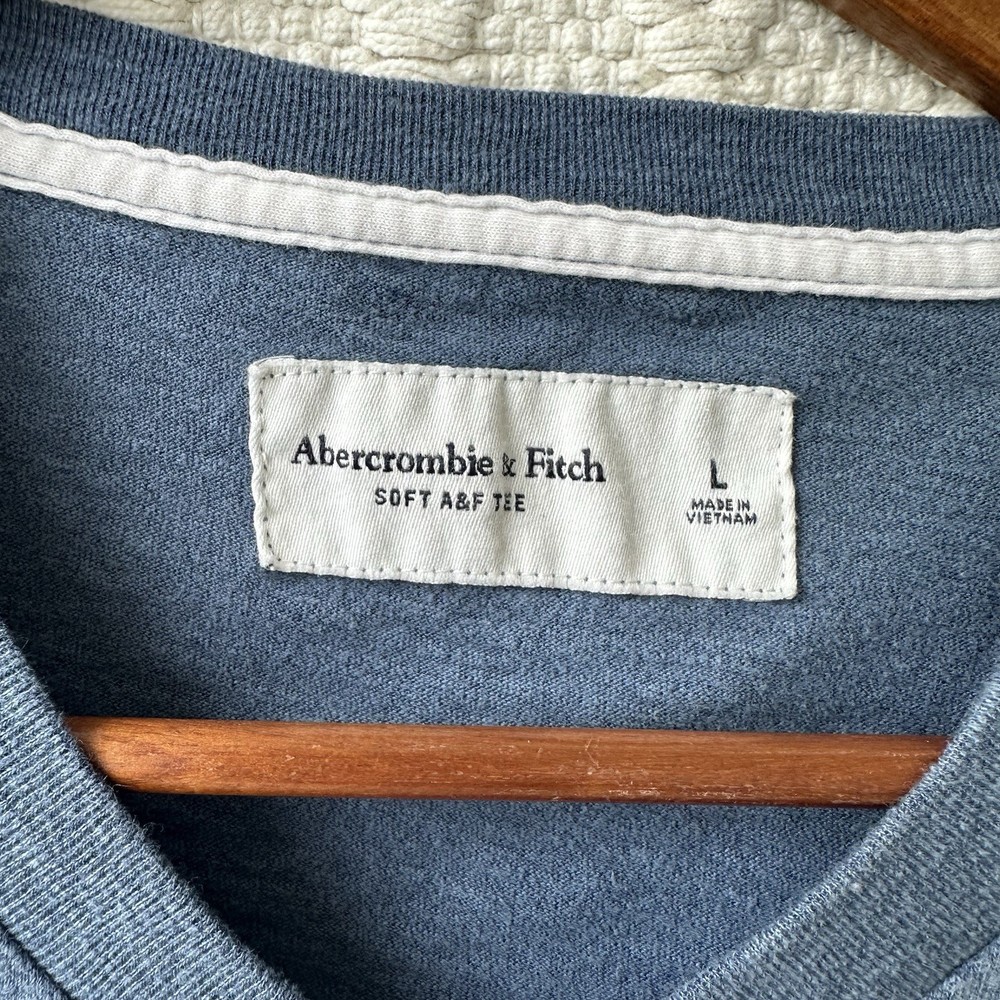 Abercrombie & Fitch
SOFT A&F TEE
L
MADE IN
VIETNAM